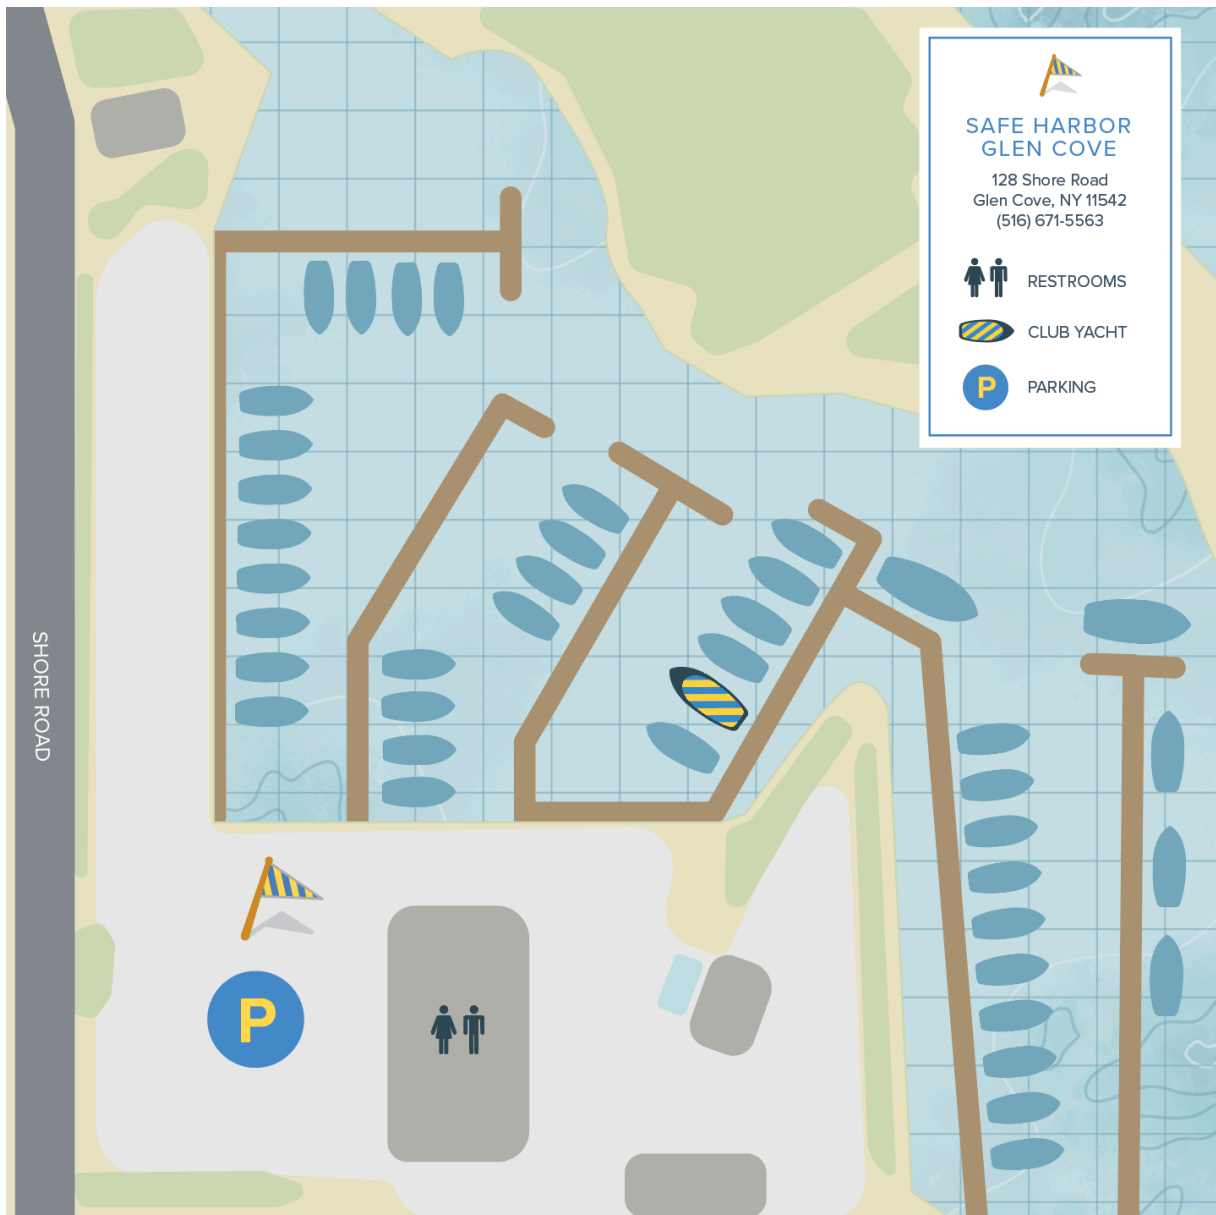 SAFE HARBOR
GLEN COVE
128 Shore Road
Glen Cove, NY 11542
(516) 671-5563
RESTROOMS
CLUB YACHT
P
PARKING
SHORE ROAD
P